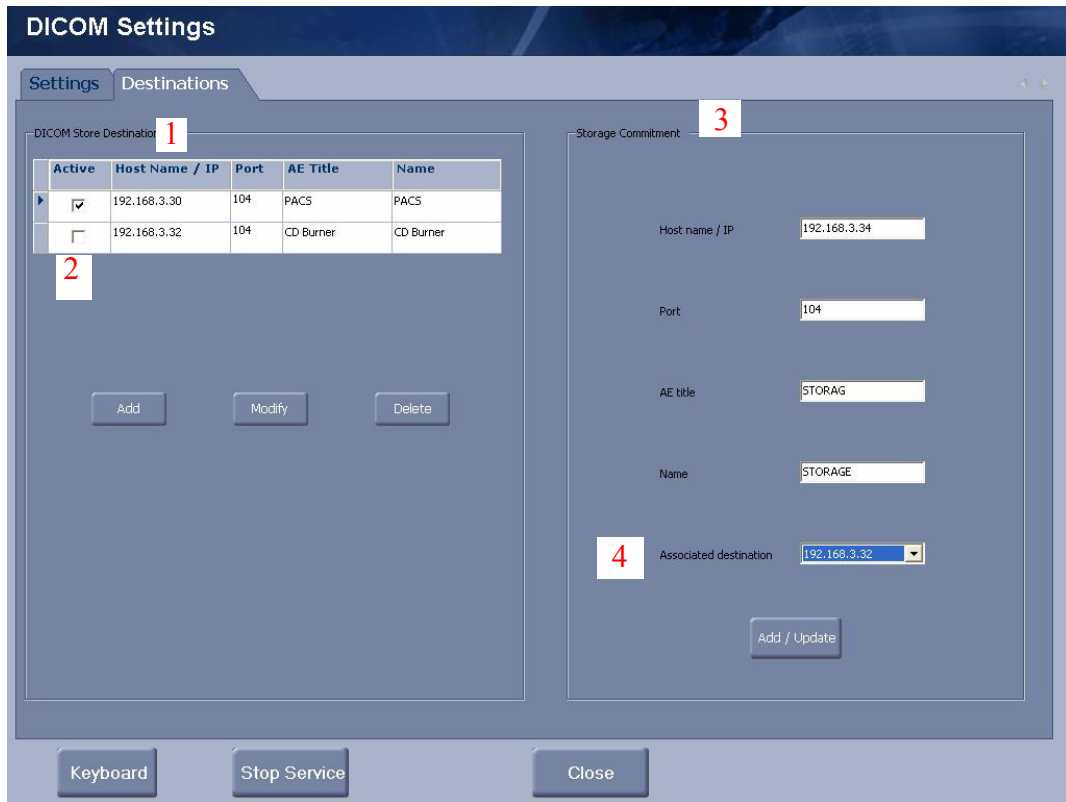 DICOM Settings
Settings Destinations
DICOM Store Destination 1
Active Host Name / IP Port AE Title Name
192.168.3.30 104 PACS PACS
192.168.3.32 104 CD Burner CD Burner
2
Add Modify Delete
Storage Commitment 3
Host name / IP 192.168.3.34
Port 104
AE title STORAG
Name STORAGE
4 Associated destination 192.168.3.32
Add / Update
Keyboard Stop Service Close